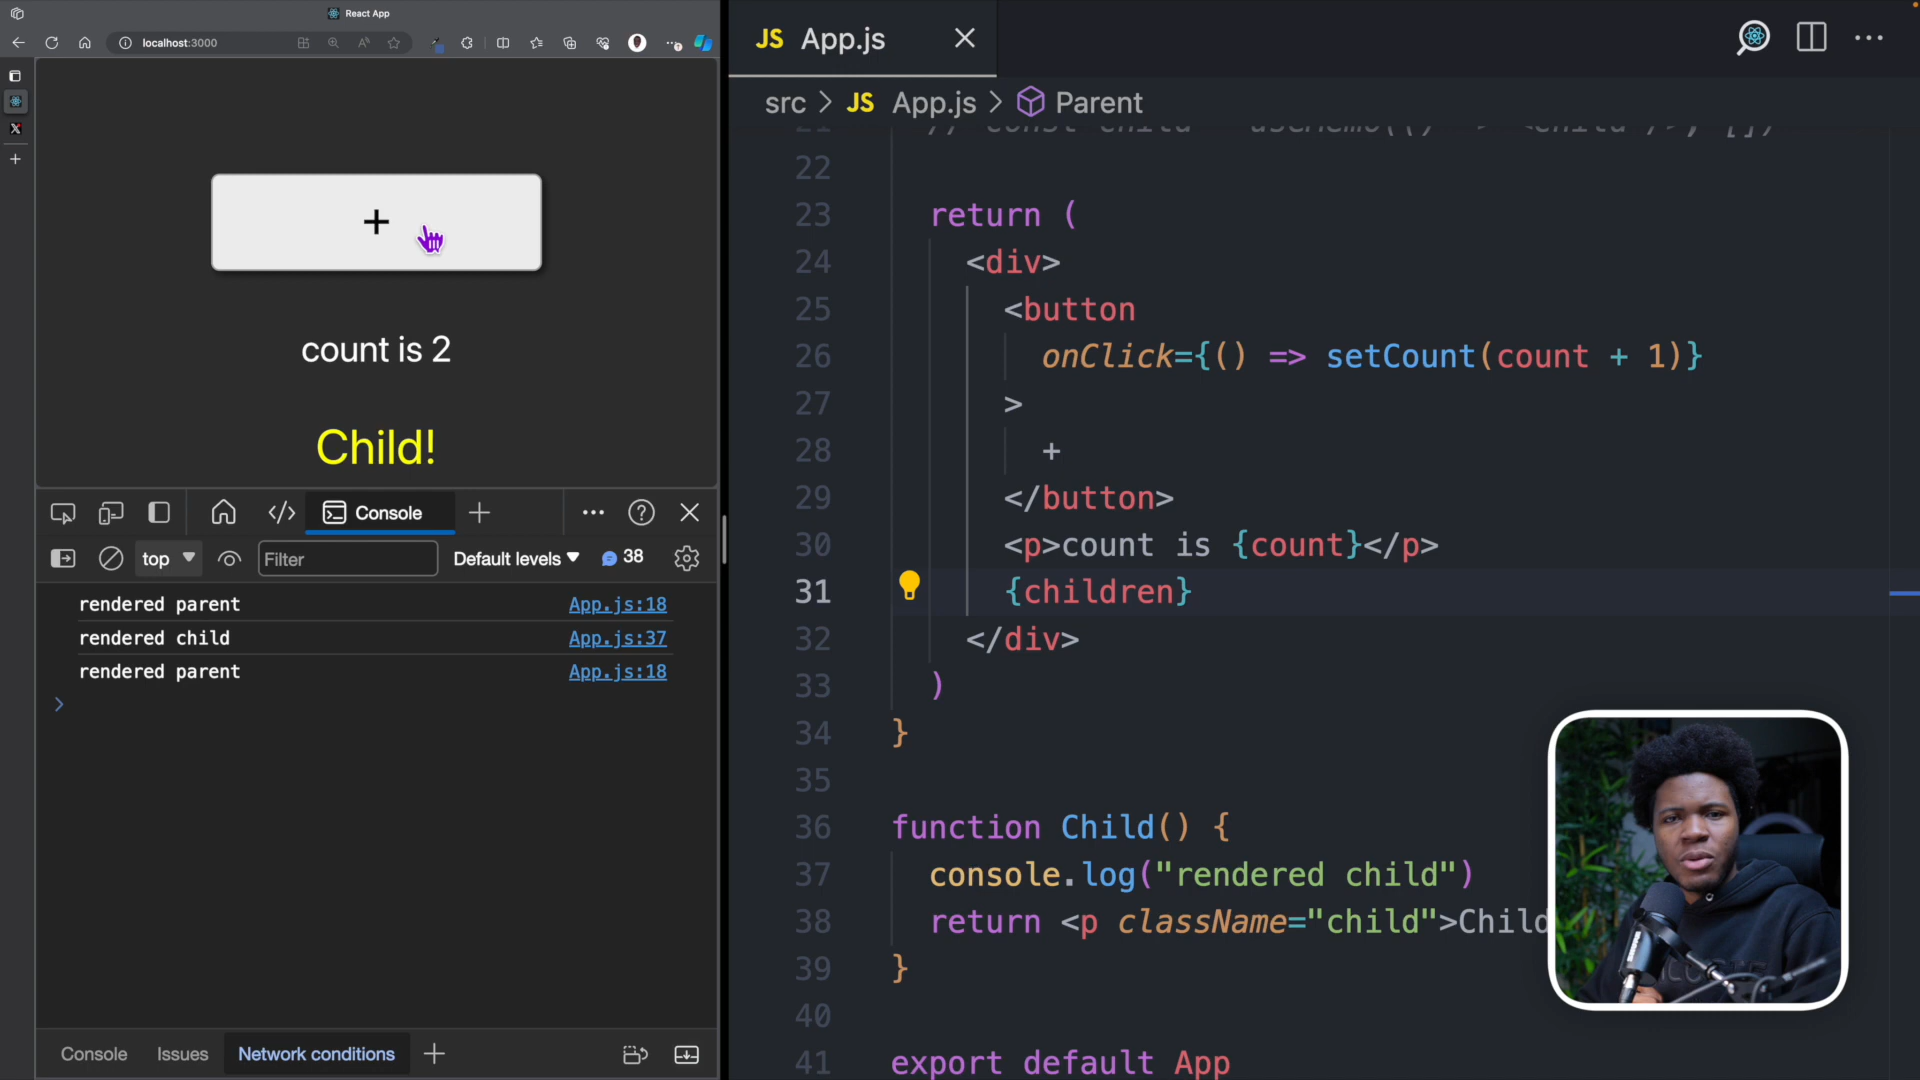 React App
localhost:3000
+
count is 2
Child!
Console
top
Filter
Default levels
38
rendered parent App.js:18
rendered child App.js:37
rendered parent App.js:18
Console Issues Network conditions
JS App.js
src > JS App.js > Parent
22
23 return (
24 <div>
25 <button
26 onClick={() => setCount(count + 1)}
27 >
28 +
29 </button>
30 <p>count is {count}</p>
31 {children}
32 </div>
33 )
34 }
35
36 function Child() {
37 console.log("rendered child")
38 return <p className="child">Child
39 }
40
41 export default App